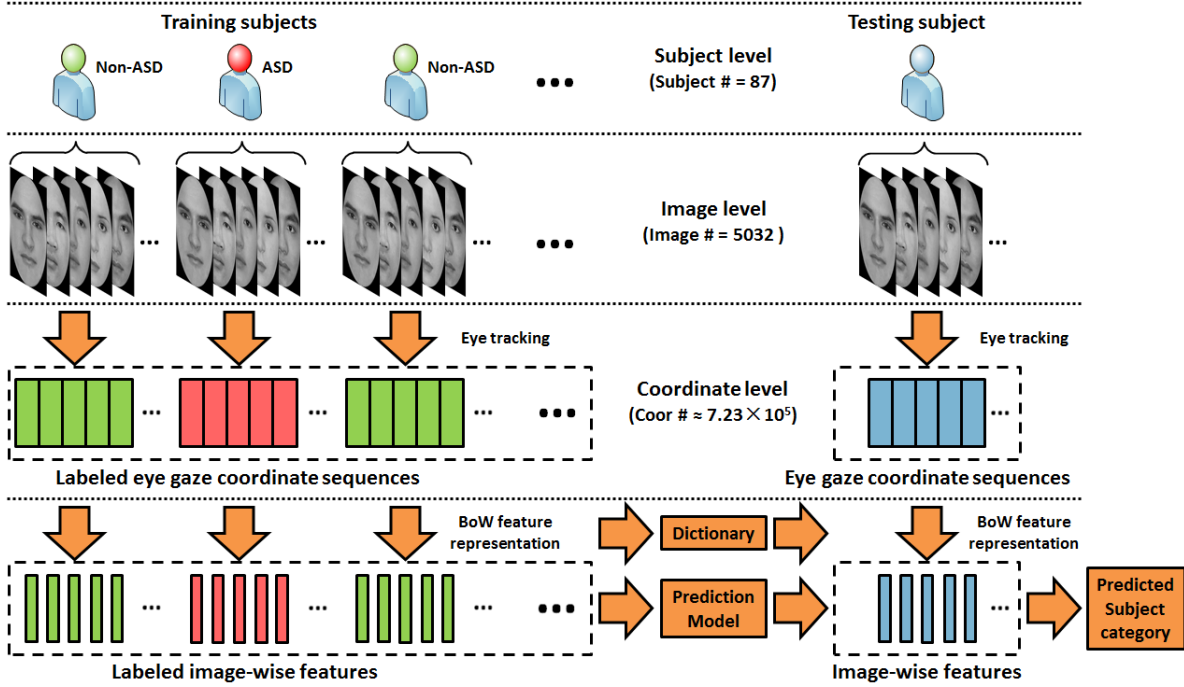 Training subjects
Testing subject
Non-ASD
ASD
Non-ASD
...
Subject level
(Subject # = 87)
...
...
...
...
Image level
(Image # = 5032 )
...
Eye tracking
Eye tracking
...
...
...
...
Coordinate level
(Coor # ≈ 7.23×10⁵)
...
Labeled eye gaze coordinate sequences
Eye gaze coordinate sequences
BoW feature
representation
Dictionary
BoW feature
representation
...
...
...
...
Prediction
Model
...
Predicted
Subject
category
Labeled image-wise features
Image-wise features